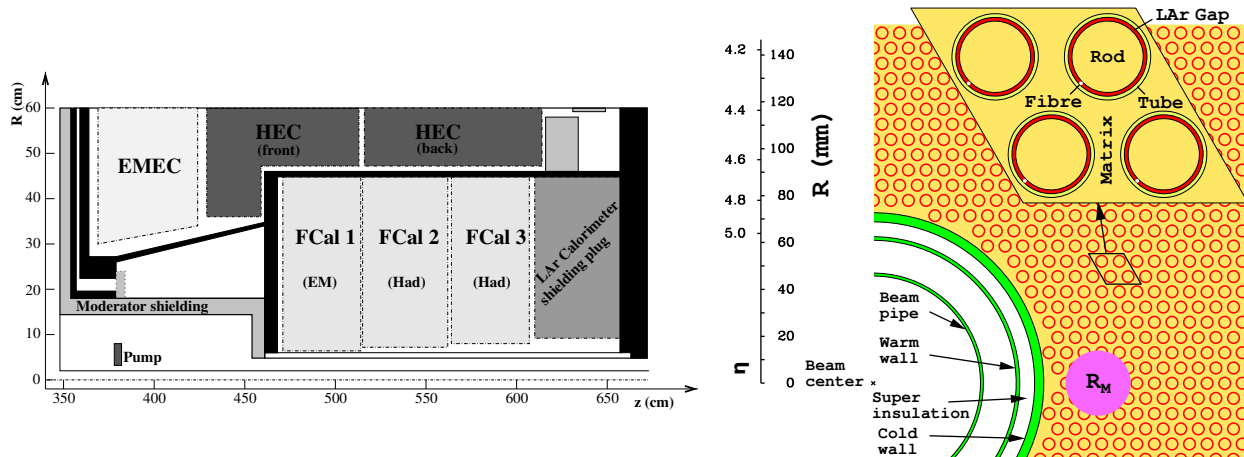 R (cm)
60
50
40
30
20
10
0
EMEC
HEC
(front)
HEC
(back)
FCal 1
(EM)
FCal 2
(Had)
FCal 3
(Had)
LAr Calorimeter
shielding plug
Moderator shielding
Pump
350
400
450
500
550
600
650
z (cm)
4.2
4.4
4.6
4.8
5.0
η
140
120
100
80
60
40
20
0
R (mm)
LAr Gap
Rod
Fibre
Tube
Matrix
Beam
pipe
Warm
wall
Beam
center
×
Super
insulation
Cold
wall
R_M